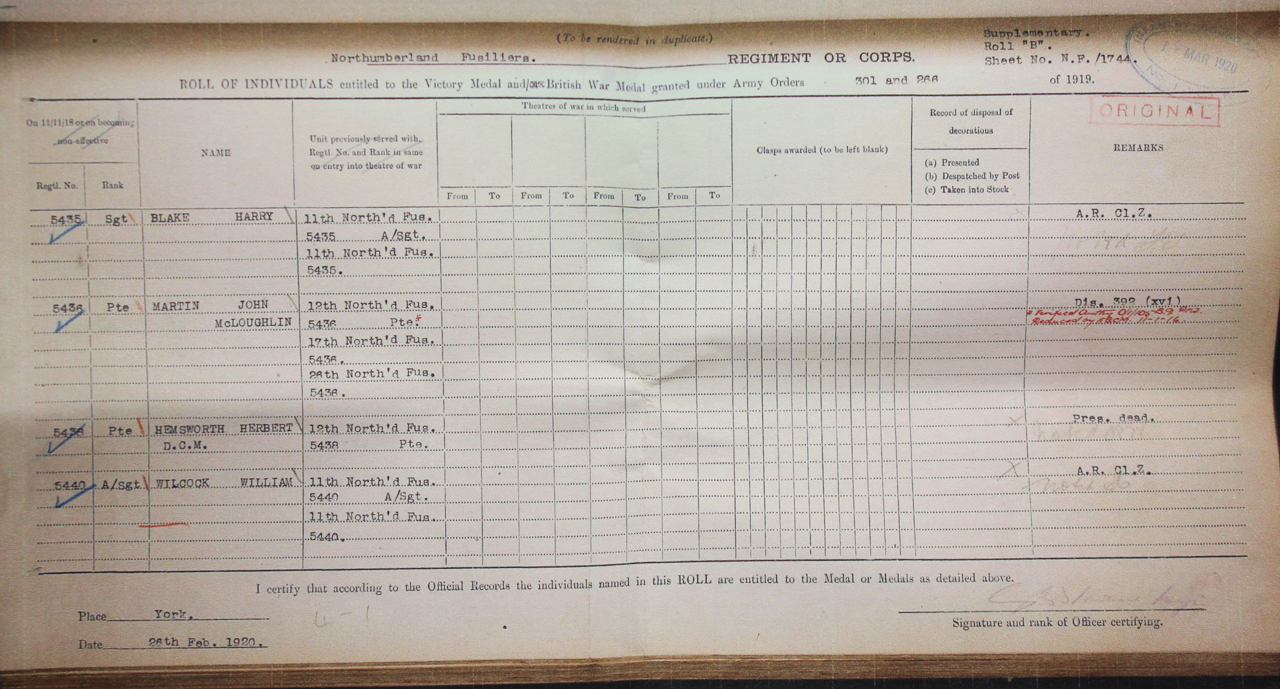 (To be rendered in duplicate.)
Supplementary.
Roll "B".
Northumberland Fusiliers. REGIMENT OR CORPS. Sheet No. N.F. /1744.
MAR 1920
ROLL OF INDIVIDUALS entitled to the Victory Medal and/or British War Medal granted under Army Orders 301 and 266 of 1919.
ORIGINAL
On 11/11/18 or on becoming non-effective
Regtl. No. Rank
NAME
Unit previously served with, Regtl. No. and Rank in same on entry into theatre of war
Theatres of war in which served
From To From To From To From To
Clasps awarded (to be left blank)
Record of disposal of decorations
(a) Presented
(b) Despatched by Post
(c) Taken into Stock
REMARKS
5435 Sgt BLAKE HARRY 11th North'd Fus. A.R. Cl.Z.
5435 A/Sgt.
11th North'd Fus.
5435.
5436 Pte MARTIN JOHN 12th North'd Fus. Dis. 392 (xvi)
McLOUGHLIN 5436 Pte.*
17th North'd Fus.
5436.
26th North'd Fus.
5436.
5438 Pte HEMSWORTH HERBERT 12th North'd Fus. Pres. dead.
D.C.M. 5438 Pte.
5440 A/Sgt WILCOCK WILLIAM 11th North'd Fus. A.R. Cl.Z.
5440 A/Sgt.
11th North'd Fus.
5440.
I certify that according to the Official Records the individuals named in this ROLL are entitled to the Medal or Medals as detailed above.
Place York.
4-1
Date 26th Feb. 1920.
Signature and rank of Officer certifying.